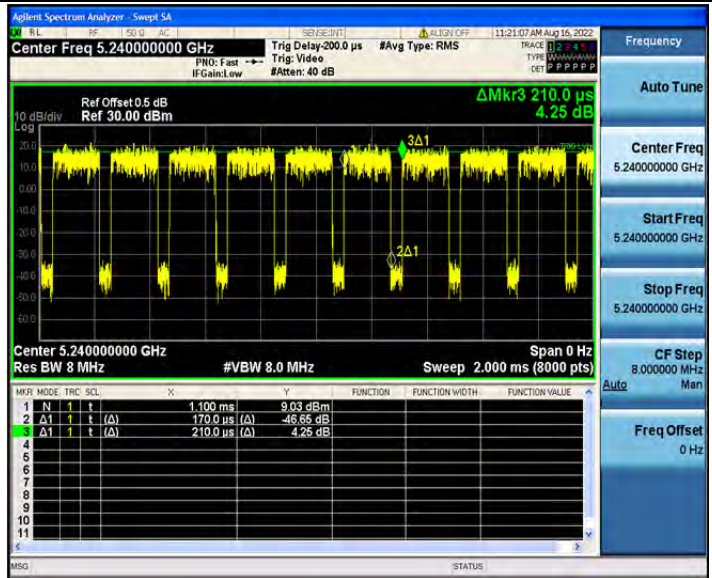 Agilent Spectrum Analyzer - Swept SA
RL RF 50 Ω AC SENSE:INT ALIGN OFF 11:21:07 AM Aug 16, 2022
Center Freq 5.240000000 GHz
PNO: Fast
IFGain:Low
Trig Delay-200.0 µs
Trig: Video
#Atten: 40 dB
#Avg Type: RMS
TRACE 1 2 3 4 5 6
TYPE
DET P P P P P P
Ref Offset 0.5 dB
10 dB/div Ref 30.00 dBm
Log
ΔMkr3 210.0 µs
4.25 dB
20.0
10.0
0.00
-10.0
-20.0
-30.0
-40.0
-50.0
-60.0
3Δ1
2Δ1
Center 5.240000000 GHz Span 0 Hz
Res BW 8 MHz #VBW 8.0 MHz Sweep 2.000 ms (8000 pts)
MKR MODE TRC SCL X Y FUNCTION FUNCTION WIDTH FUNCTION VALUE
1 N 1 t 1.100 ms 9.03 dBm
2 Δ1 1 t (Δ) 170.0 µs (Δ) -46.65 dB
3 Δ1 1 t (Δ) 210.0 µs (Δ) 4.25 dB
4
5
6
7
8
9
10
11
MSG STATUS
Frequency
Auto Tune
Center Freq
5.240000000 GHz
Start Freq
5.240000000 GHz
Stop Freq
5.240000000 GHz
CF Step
8.000000 MHz
Auto Man
Freq Offset
0 Hz